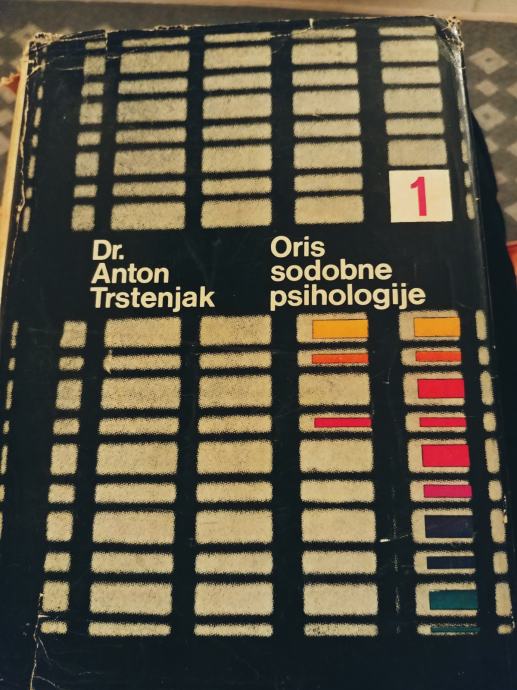 1
Dr.
Anton
Trstenjak
Oris
sodobne
psihologije